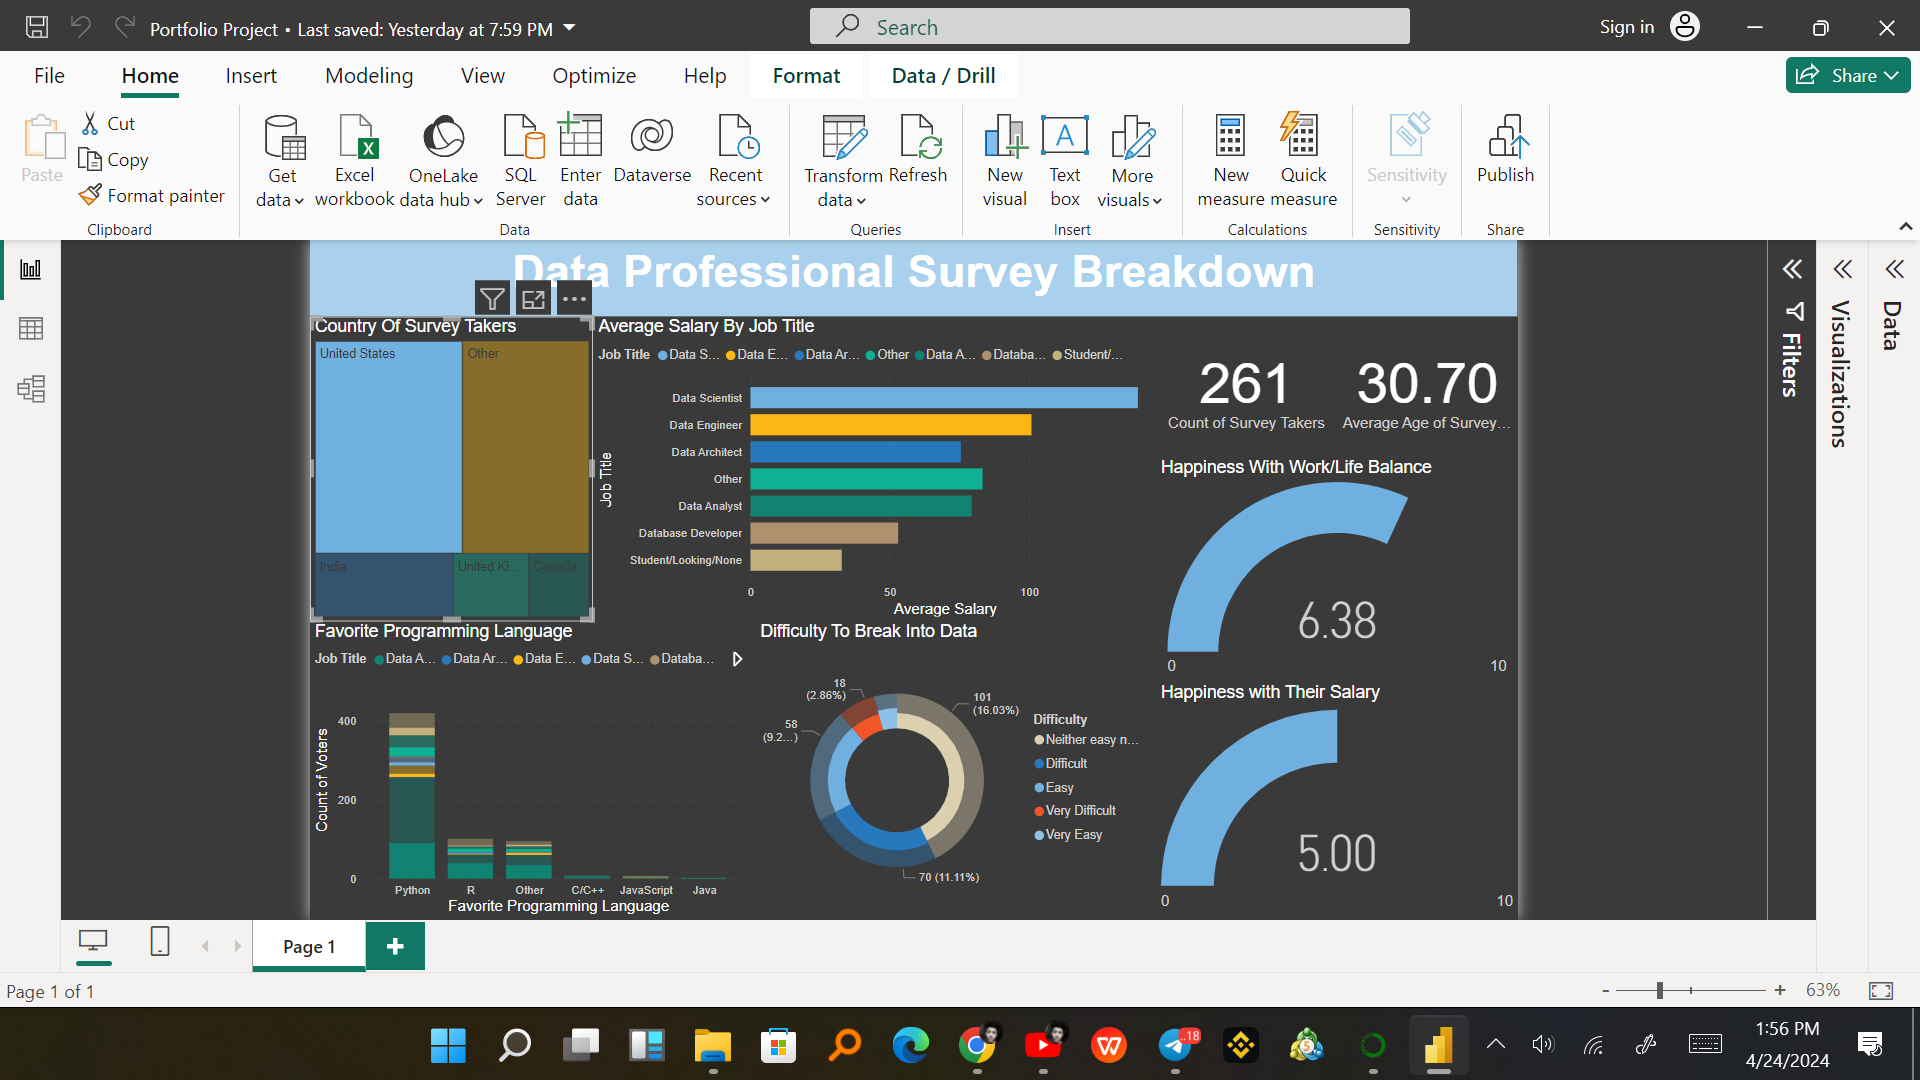 Portfolio Project • Last saved: Yesterday at 7:59 PM
Search
Sign in
File
Home
Insert
Modeling
View
Optimize
Help
Format
Data / Drill
Share
Paste
Cut
Copy
Format painter
Clipboard
Get data
Excel workbook
OneLake data hub
SQL Server
Enter data
Dataverse
Recent sources
Data
Transform data
Refresh
Queries
New visual
Text box
More visuals
Insert
New measure
Quick measure
Calculations
Sensitivity
Sensitivity
Publish
Share
Data Professional Survey Breakdown
Country Of Survey Takers
United States
Other
India
United Ki...
Canada
Average Salary By Job Title
Job Title
Data S...
Data E...
Data Ar...
Other
Data A...
Databa...
Student/...
Job Title
Data Scientist
Data Engineer
Data Architect
Other
Data Analyst
Database Developer
Student/Looking/None
0
50
100
Average Salary
261
Count of Survey Takers
30.70
Average Age of Survey...
Happiness With Work/Life Balance
6.38
0
10
Happiness with Their Salary
5.00
0
10
Favorite Programming Language
Job Title
Data A...
Data Ar...
Data E...
Data S...
Databa...
Count of Voters
400
200
0
Python
R
Other
C/C++
JavaScript
Java
Favorite Programming Language
Difficulty To Break Into Data
18
(2.86%)
101
(16.03%)
58
(9.2...)
70 (11.11%)
Difficulty
Neither easy n...
Difficult
Easy
Very Difficult
Very Easy
Filters
Visualizations
Data
Page 1
Page 1 of 1
- + 63%
..18
5
1:56 PM
4/24/2024